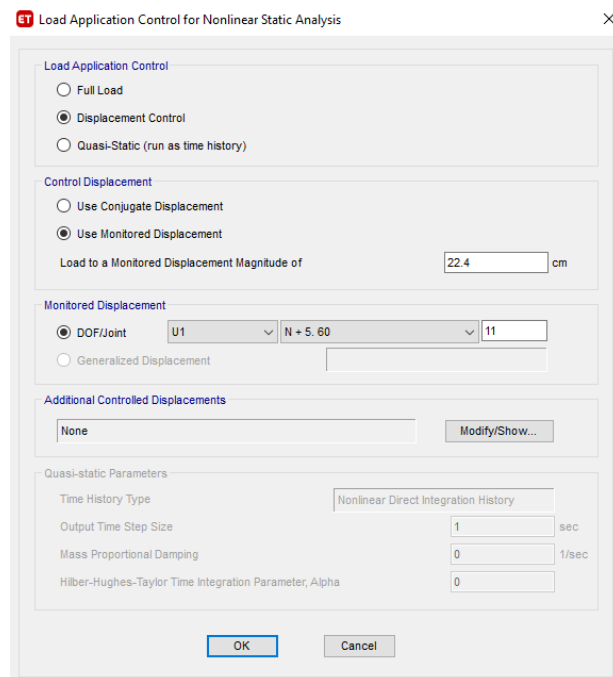 ET Load Application Control for Nonlinear Static Analysis
Load Application Control
Full Load
Displacement Control
Quasi-Static (run as time history)
Control Displacement
Use Conjugate Displacement
Use Monitored Displacement
Load to a Monitored Displacement Magnitude of 22.4 cm
Monitored Displacement
DOF/Joint U1 N + 5. 60 11
Generalized Displacement
Additional Controlled Displacements
None Modify/Show...
Quasi-static Parameters
Time History Type Nonlinear Direct Integration History
Output Time Step Size 1 sec
Mass Proportional Damping 0 1/sec
Hilber-Hughes-Taylor Time Integration Parameter, Alpha 0
OK Cancel